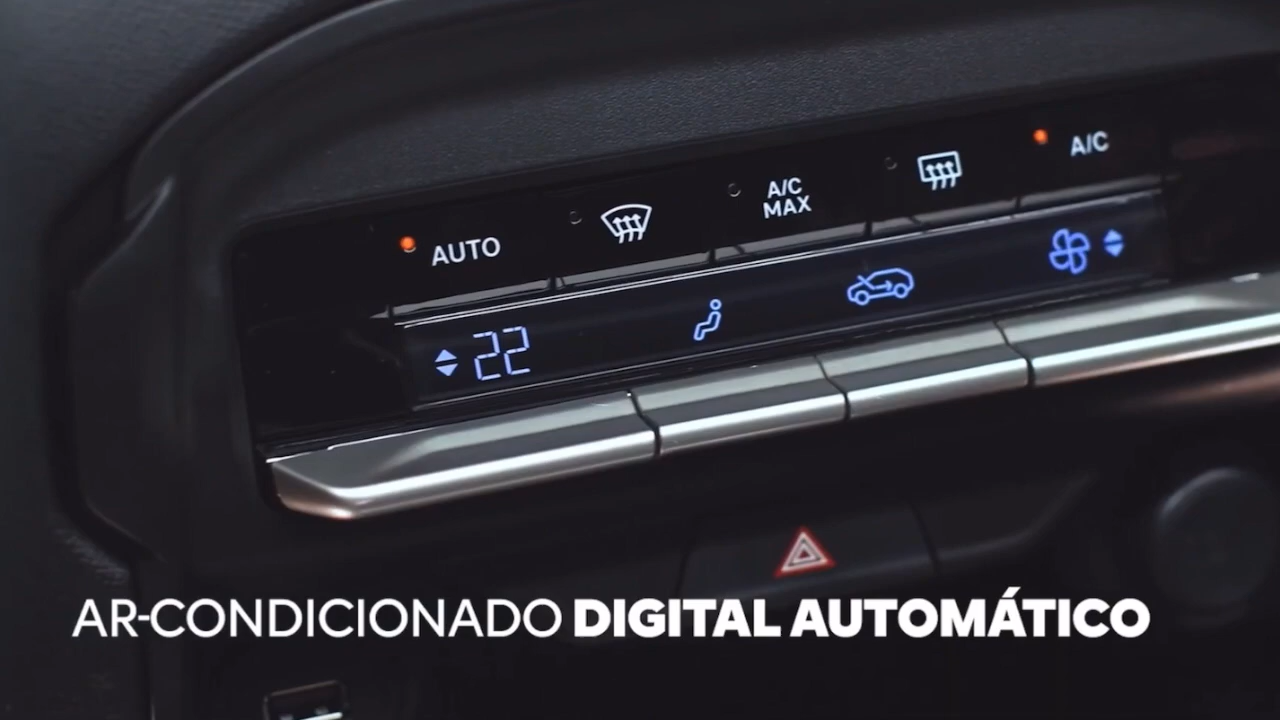 AUTO
A/C
MAX
A/C
22
AR-CONDICIONADO DIGITAL AUTOMÁTICO